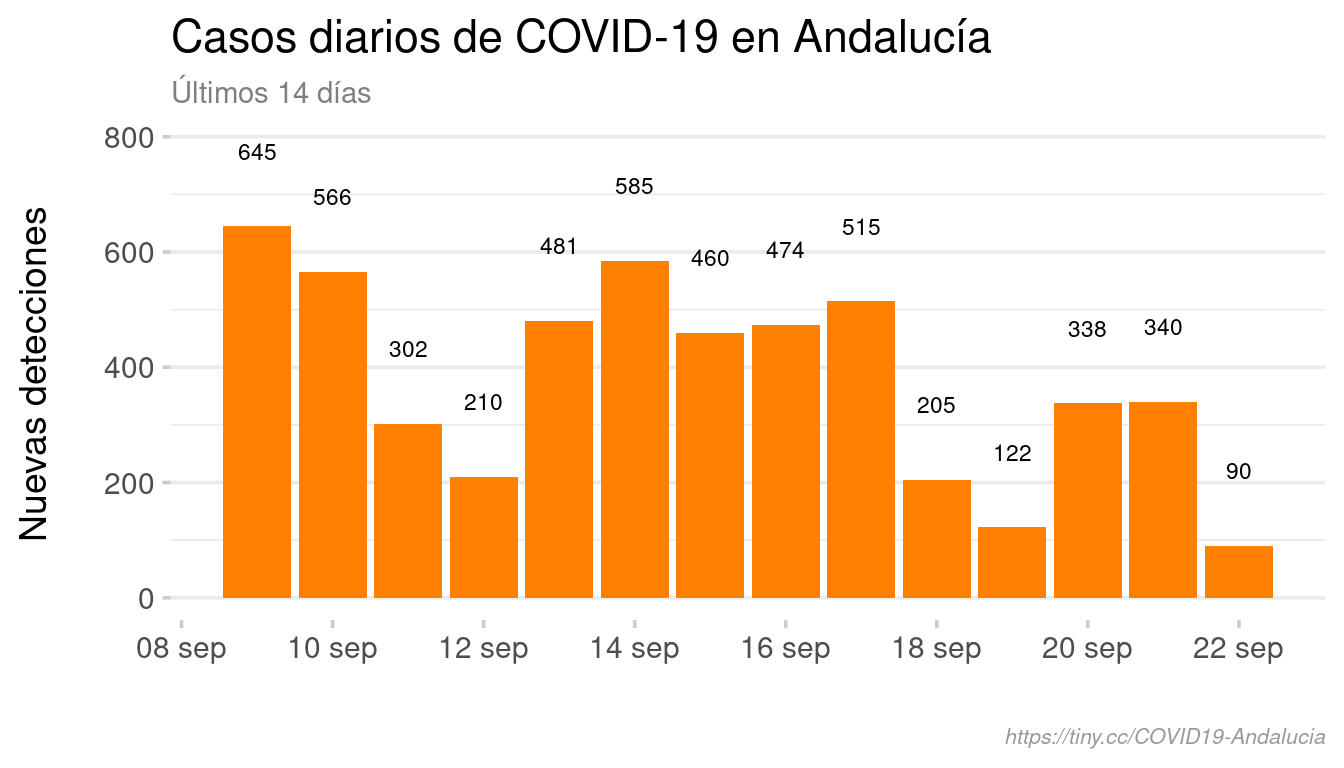 Casos diarios de COVID-19 en Andalucía
Últimos 14 días
Nuevas detecciones
800
600
400
200
0
645
566
302
210
481
585
460
474
515
205
122
338
340
90
08 sep
10 sep
12 sep
14 sep
16 sep
18 sep
20 sep
22 sep
https://tiny.cc/COVID19-Andalucia